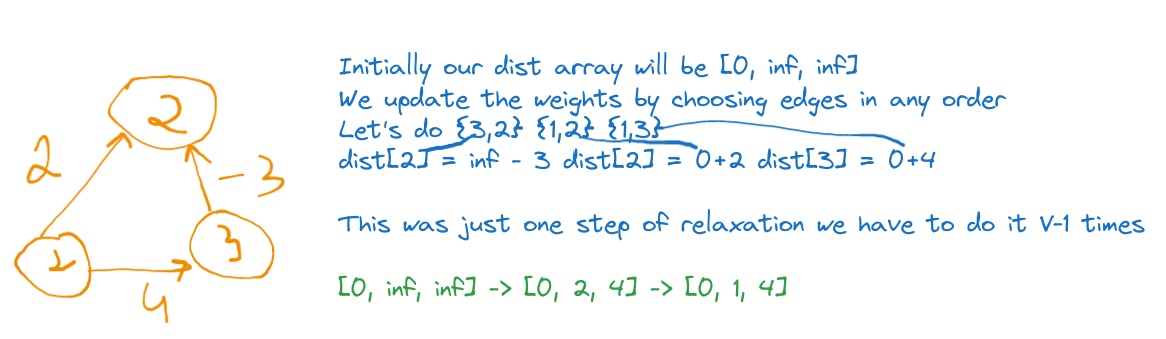 Initially our dist array will be [0, inf, inf]
We update the weights by choosing edges in any order
Let's do {3,2} {1,2} {1,3}
dist[2] = inf - 3 dist[2] = 0+2 dist[3] = 0+4
This was just one step of relaxation we have to do it V-1 times
[0, inf, inf] -> [0, 2, 4] -> [0, 1, 4]
2
2
-3
1
3
4